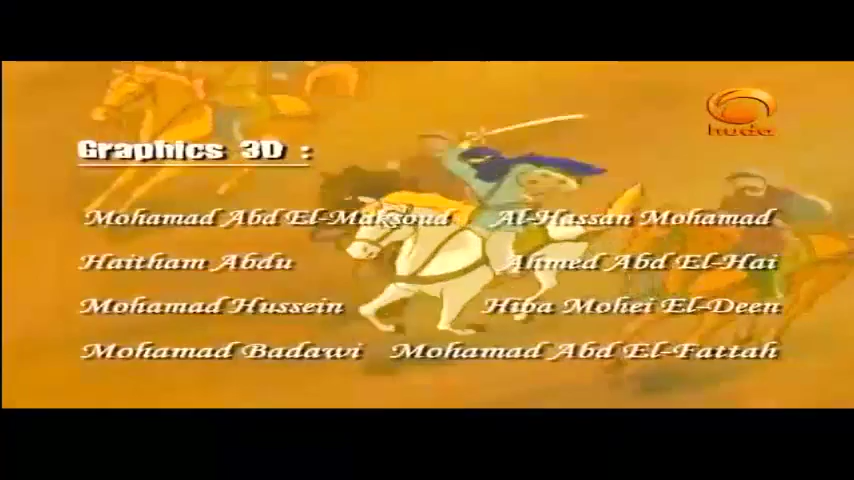 huda
Graphics 3D :
Mohamad Abd El-Maksoud Al-Hassan Mohamad
Haitham Abdu Ahmed Abd El-Hai
Mohamad Hussein Hiba Mohei El-Deen
Mohamad Badawi Mohamad Abd El-Fattah